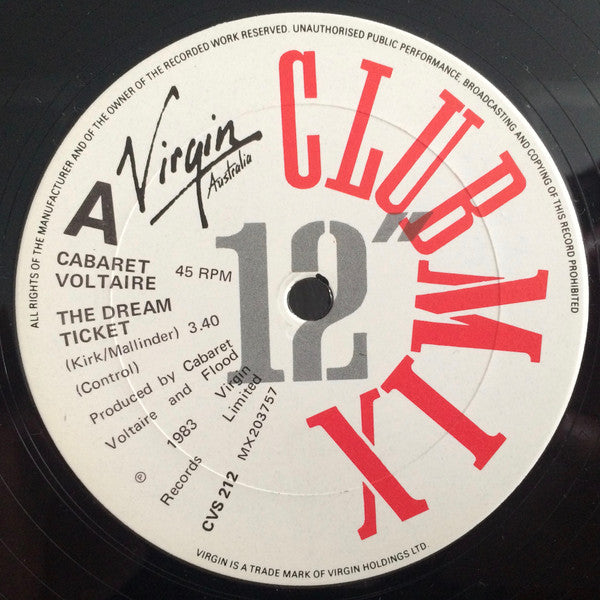 ALL RIGHTS OF THE MANUFACTURER AND OF THE OWNER OF THE RECORDED WORK RESERVED. UNAUTHORISED PUBLIC PERFORMANCE, BROADCASTING AND COPYING OF THIS RECORD PROHIBITED
Virgin
Australia
CLUB MIX
12"
A
CABARET
VOLTAIRE
45 RPM
THE DREAM
TICKET
(Kirk/Mallinder) 3.40
(Control)
Produced by Cabaret
Voltaire and Flood
℗ 1983 Virgin
Records Limited
CVS 212 MX203757
VIRGIN IS A TRADE MARK OF VIRGIN HOLDINGS LTD.